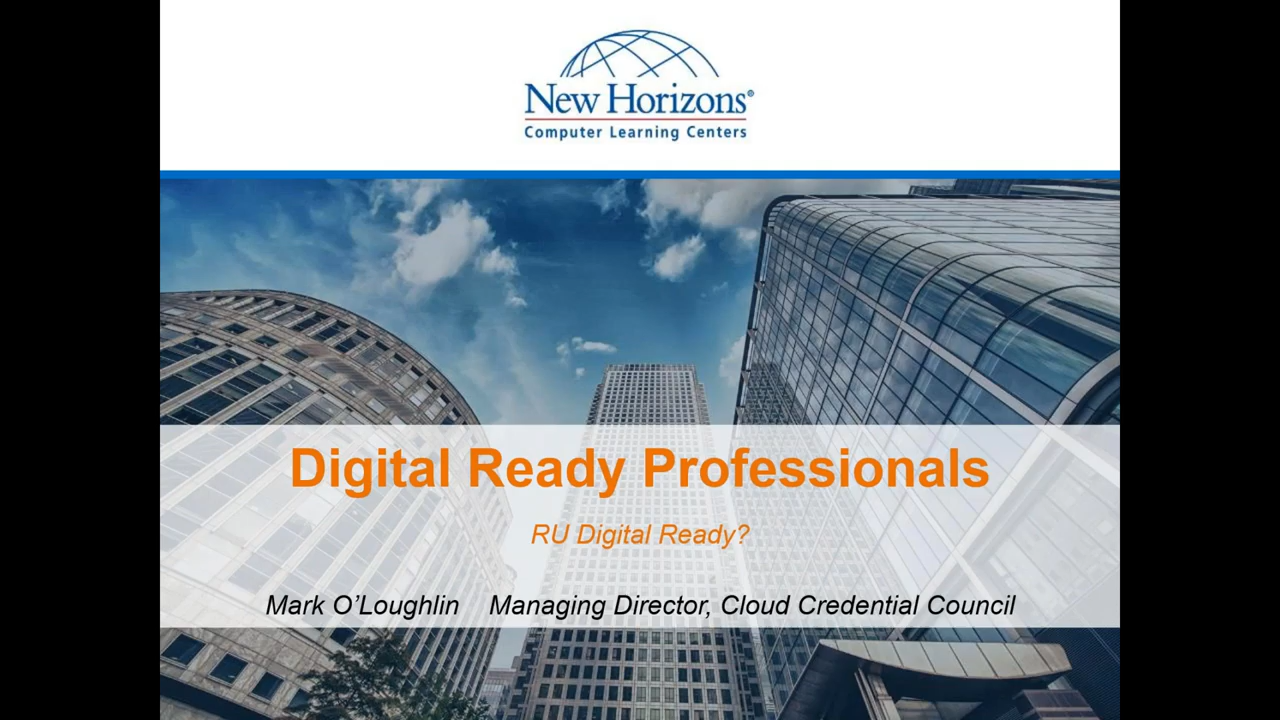 New Horizons®
Computer Learning Centers
Digital Ready Professionals
RU Digital Ready?
Mark O’Loughlin Managing Director, Cloud Credential Council